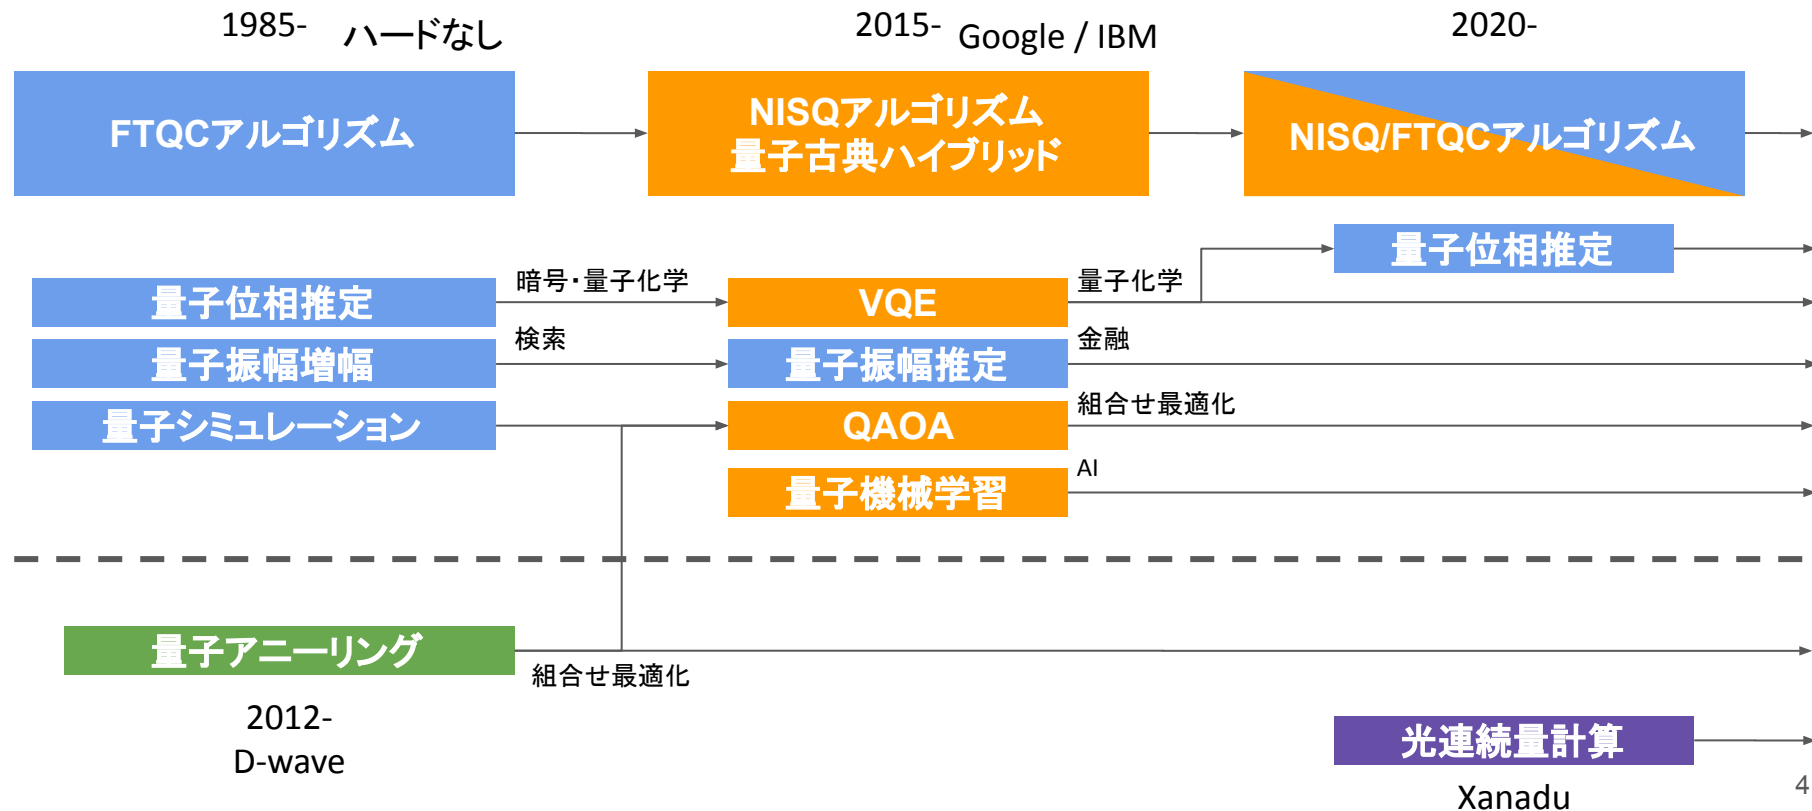 1985- ハードなし
2015- Google / IBM
2020-
FTQCアルゴリズム
NISQアルゴリズム
量子古典ハイブリッド
NISQ/FTQCアルゴリズム
量子位相推定
量子位相推定
暗号・量子化学
VQE
量子化学
量子振幅増幅
検索
量子振幅推定
金融
量子シミュレーション
QAOA
組合せ最適化
量子機械学習
AI
量子アニーリング
組合せ最適化
2012-
D-wave
光連続量計算
Xanadu
4